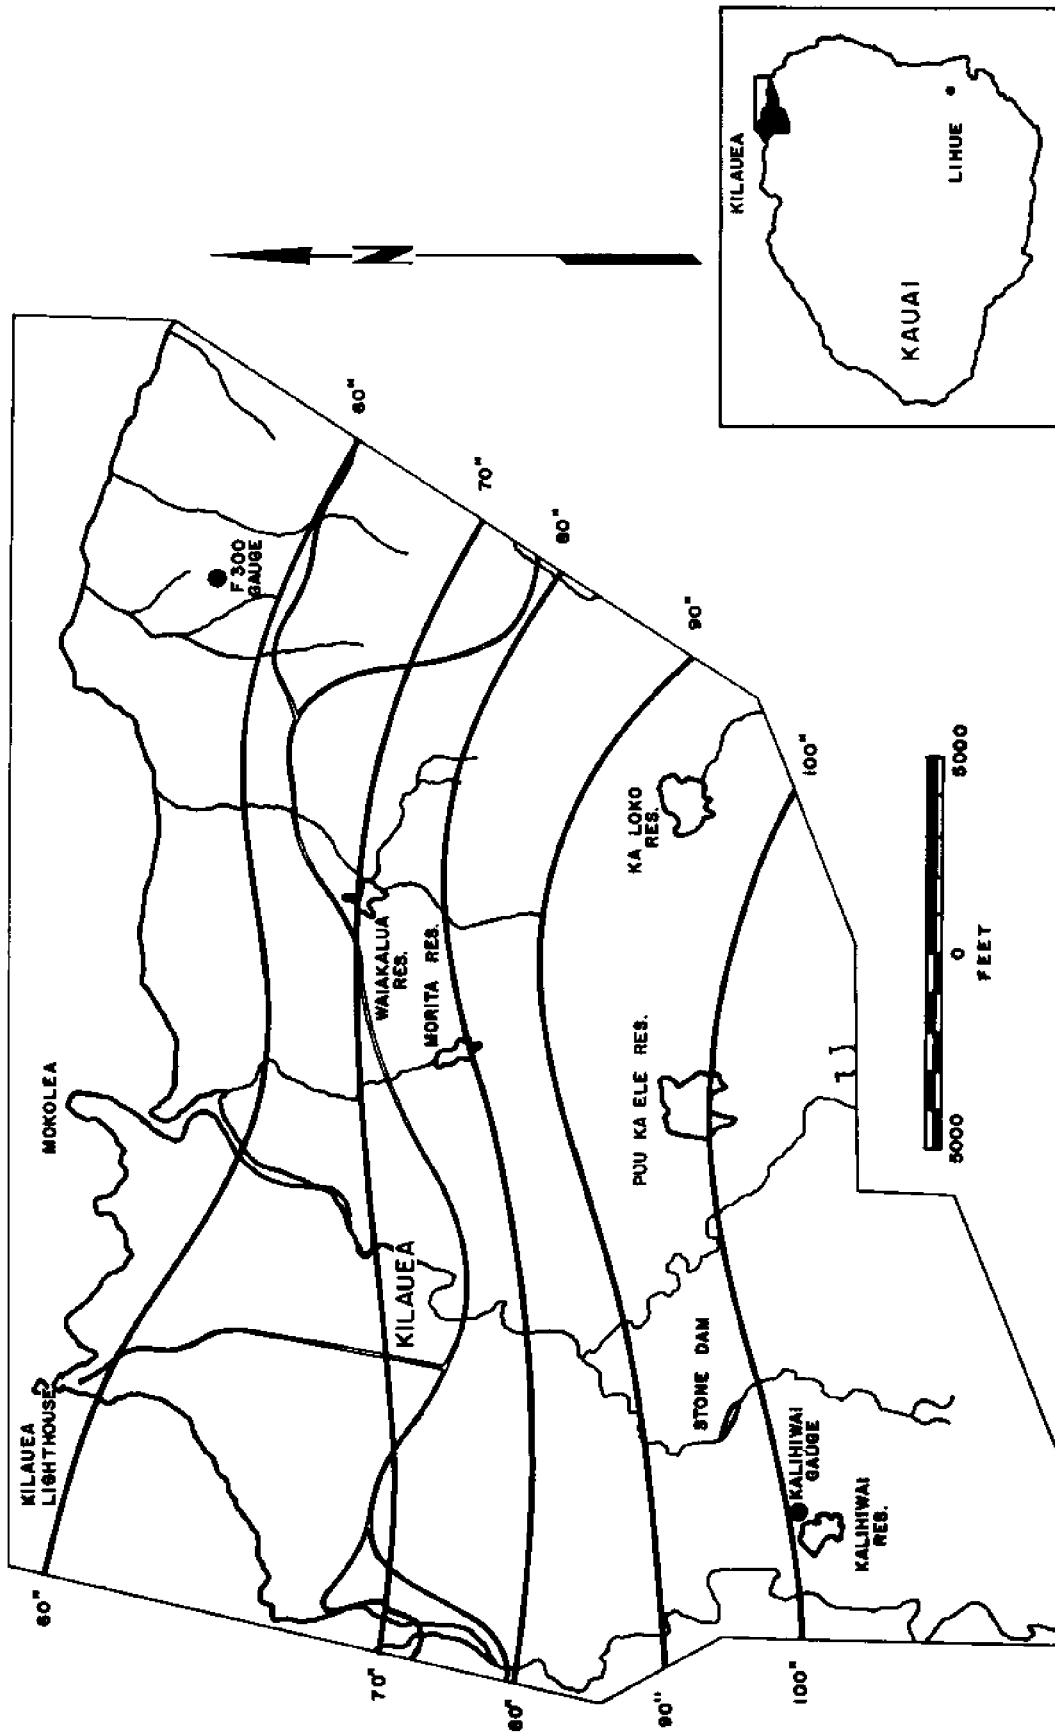 KILAUEA
LIGHTHOUSE
MOKOLEA
60"
70"
80"
90"
100"
KILAUEA
F 300
GAUGE
WAIAKALUA
RES.
MORITA RES.
PUU KA ELE RES.
KA LOKO
RES.
STONE DAM
KALIHIWAI
GAUGE
KALIHIWAI
RES.
60"
70"
80"
90"
100"
N
5000
0
5000
FEET
KILAUEA
LIHUE
KAUAI